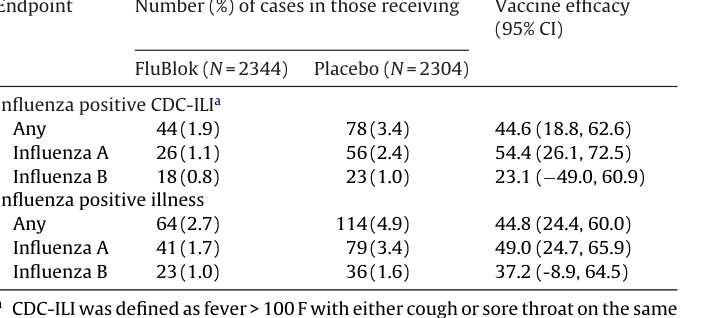 Endpoint Number (%) of cases in those receiving Vaccine efficacy
(95% CI)
FluBlok (N = 2344) Placebo (N = 2304)
nfluenza positive CDC-ILIa
Any 44 (1.9) 78 (3.4) 44.6 (18.8, 62.6)
Influenza A 26 (1.1) 56 (2.4) 54.4 (26.1, 72.5)
Influenza B 18 (0.8) 23 (1.0) 23.1 (−49.0, 60.9)
nfluenza positive illness
Any 64 (2.7) 114 (4.9) 44.8 (24.4, 60.0)
Influenza A 41 (1.7) 79 (3.4) 49.0 (24.7, 65.9)
Influenza B 23 (1.0) 36 (1.6) 37.2 (-8.9, 64.5)
a CDC-ILI was defined as fever > 100 F with either cough or sore throat on the same